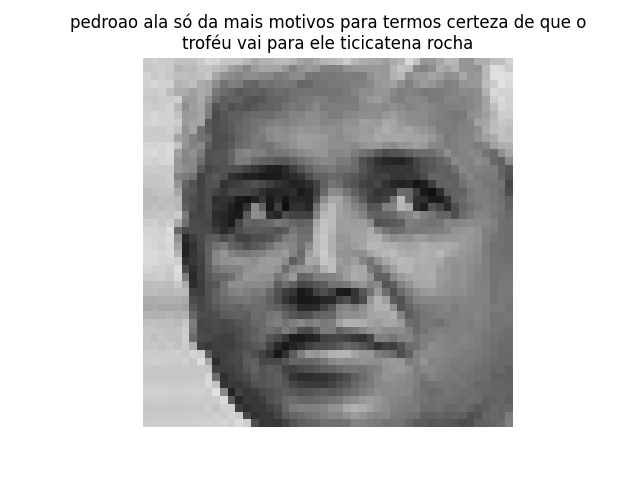 pedroao ala só da mais motivos para termos certeza de que o
troféu vai para ele ticicatena rocha